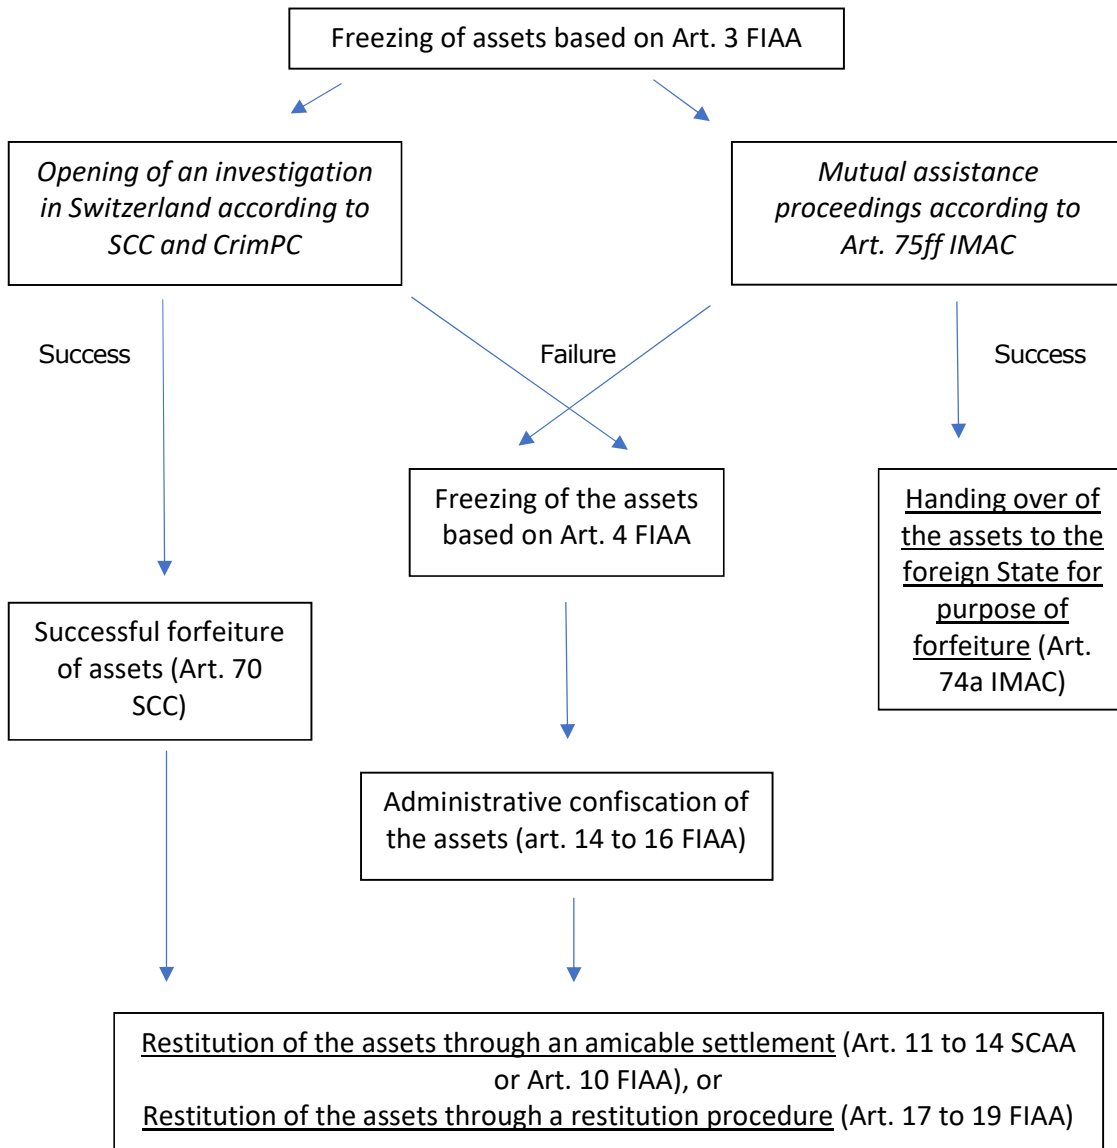 Freezing of assets based on Art. 3 FIAA
Opening of an investigation
in Switzerland according to
SCC and CrimPC
Mutual assistance
proceedings according to
Art. 75ff IMAC
Success
Failure
Success
Freezing of the assets
based on Art. 4 FIAA
Handing over of
the assets to the
foreign State for
purpose of
forfeiture (Art.
74a IMAC)
Successful forfeiture
of assets (Art. 70
SCC)
Administrative confiscation of
the assets (art. 14 to 16 FIAA)
Restitution of the assets through an amicable settlement (Art. 11 to 14 SCAA
or Art. 10 FIAA), or
Restitution of the assets through a restitution procedure (Art. 17 to 19 FIAA)